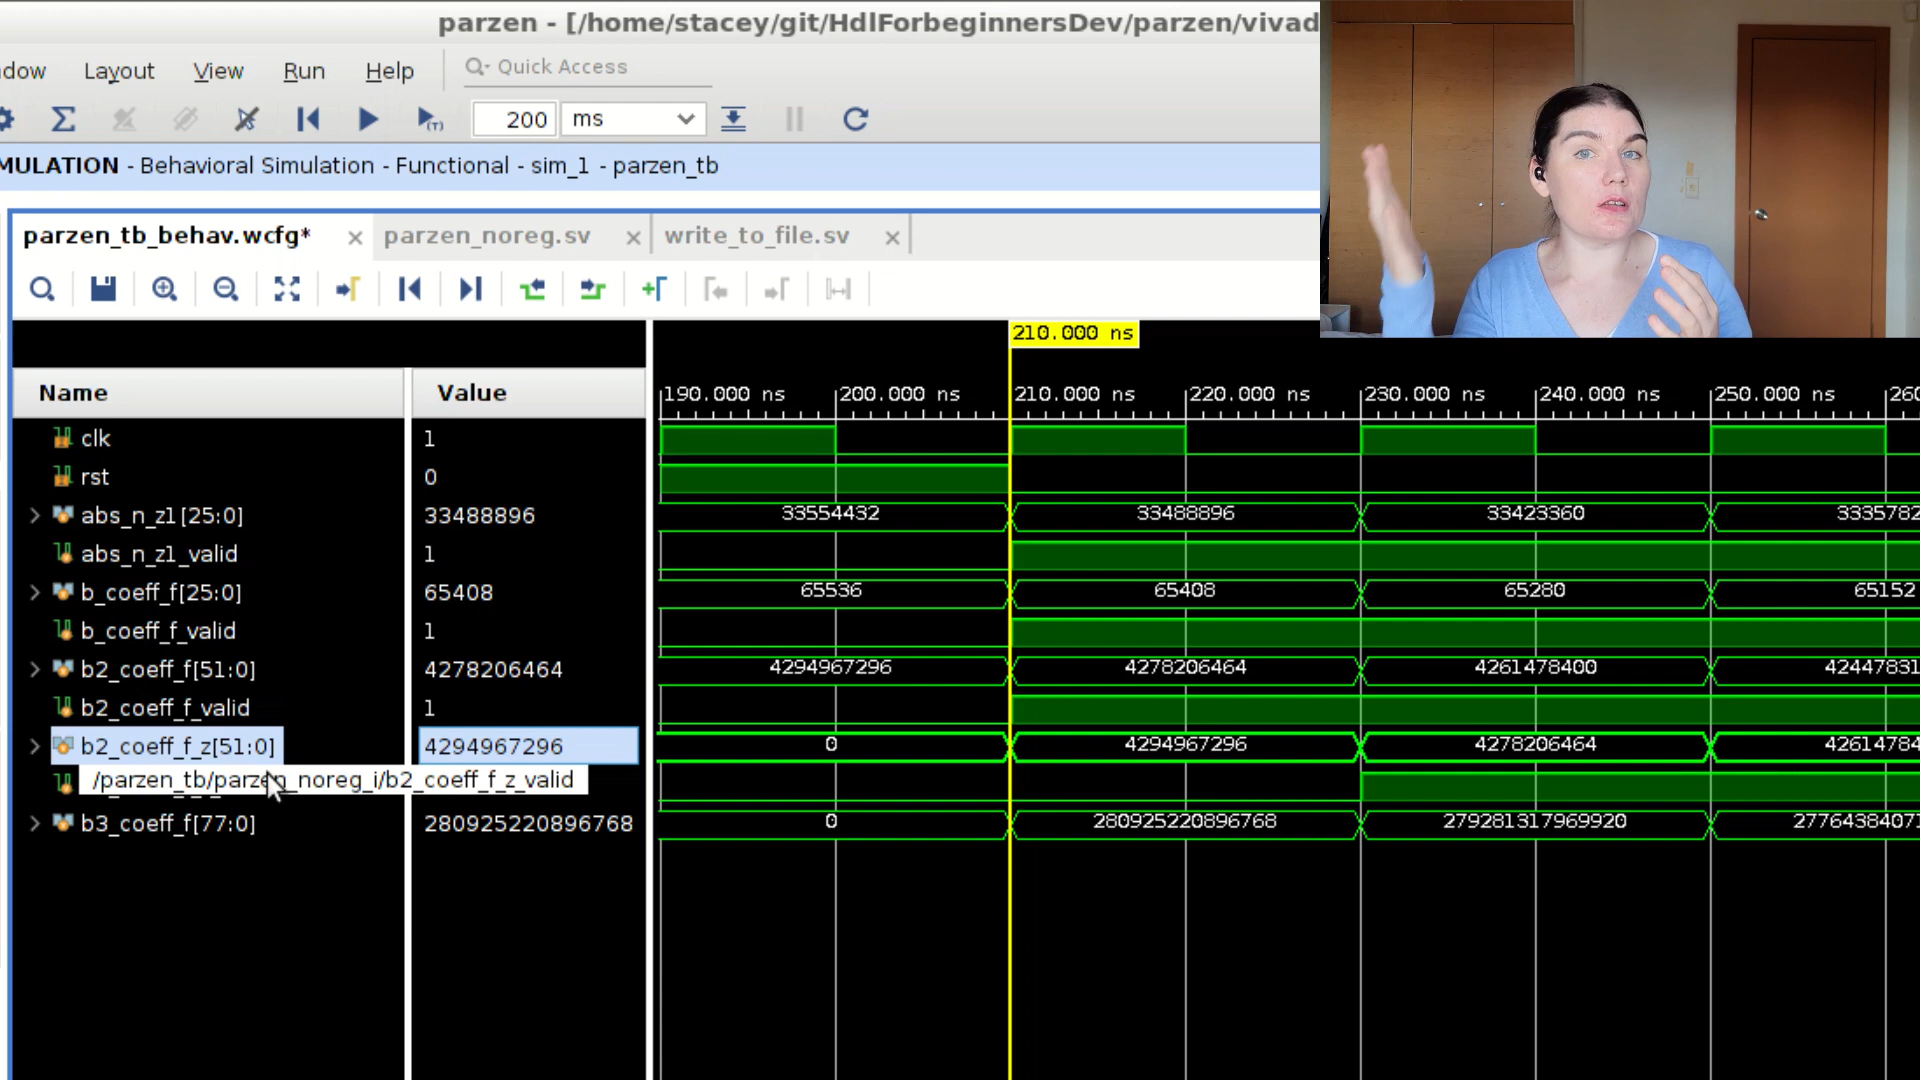 parzen - [/home/stacey/git/HdlForbeginnersDev/parzen/vivad
dow Layout View Run Help Quick Access
(T) 200 ms
MULATION - Behavioral Simulation - Functional - sim_1 - parzen_tb
parzen_tb_behav.wcfg* parzen_noreg.sv write_to_file.sv
210.000 ns
Name Value 190.000 ns 200.000 ns 210.000 ns 220.000 ns 230.000 ns 240.000 ns 250.000 ns 260
clk 1
rst 0
abs_n_z1[25:0] 33488896 33554432 33488896 33423360 3335782
abs_n_z1_valid 1
b_coeff_f[25:0] 65408 65536 65408 65280 65152
b_coeff_f_valid 1
b2_coeff_f[51:0] 4278206464 4294967296 4278206464 4261478400 42447831
b2_coeff_f_valid 1
b2_coeff_f_z[51:0] 4294967296 0 4294967296 4278206464 42614784
/parzen_tb/parzen_noreg_i/b2_coeff_f_z_valid
b3_coeff_f[77:0] 280925220896768 0 280925220896768 279281317969920 27764384071